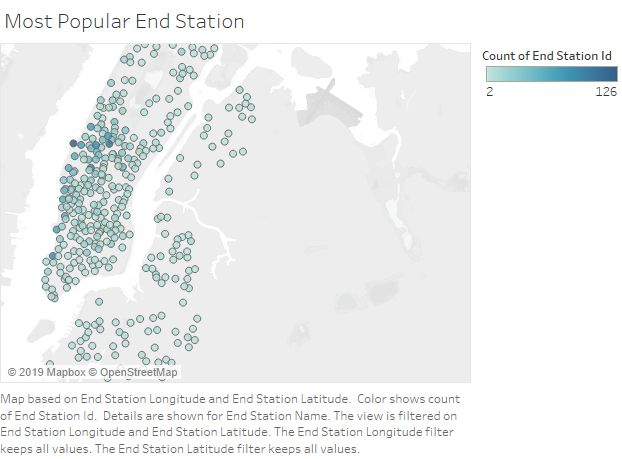 Most Popular End Station
Count of End Station Id
2 126
© 2019 Mapbox © OpenStreetMap
Map based on End Station Longitude and End Station Latitude. Color shows count
of End Station Id. Details are shown for End Station Name. The view is filtered on
End Station Longitude and End Station Latitude. The End Station Longitude filter
keeps all values. The End Station Latitude filter keeps all values.